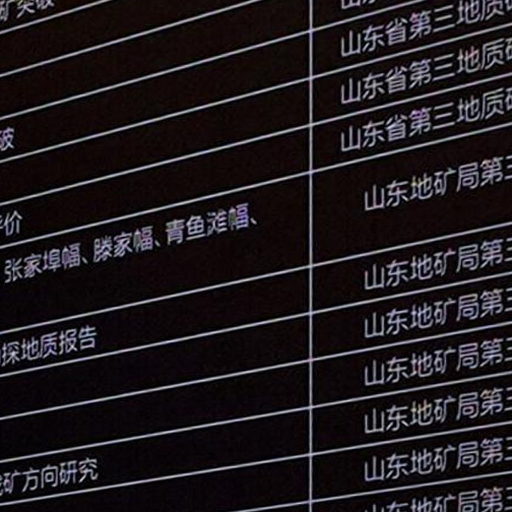 矿突破
山东省第三地质
山东省第三地质
破
山东省第三地质
评价
山东地矿局第三
张家埠幅、滕家幅、青鱼滩幅、
山东地矿局第三
山东地矿局第三
探地质报告
山东地矿局第三
山东地矿局第三
矿方向研究
山东地矿局第三
山东地矿局第三